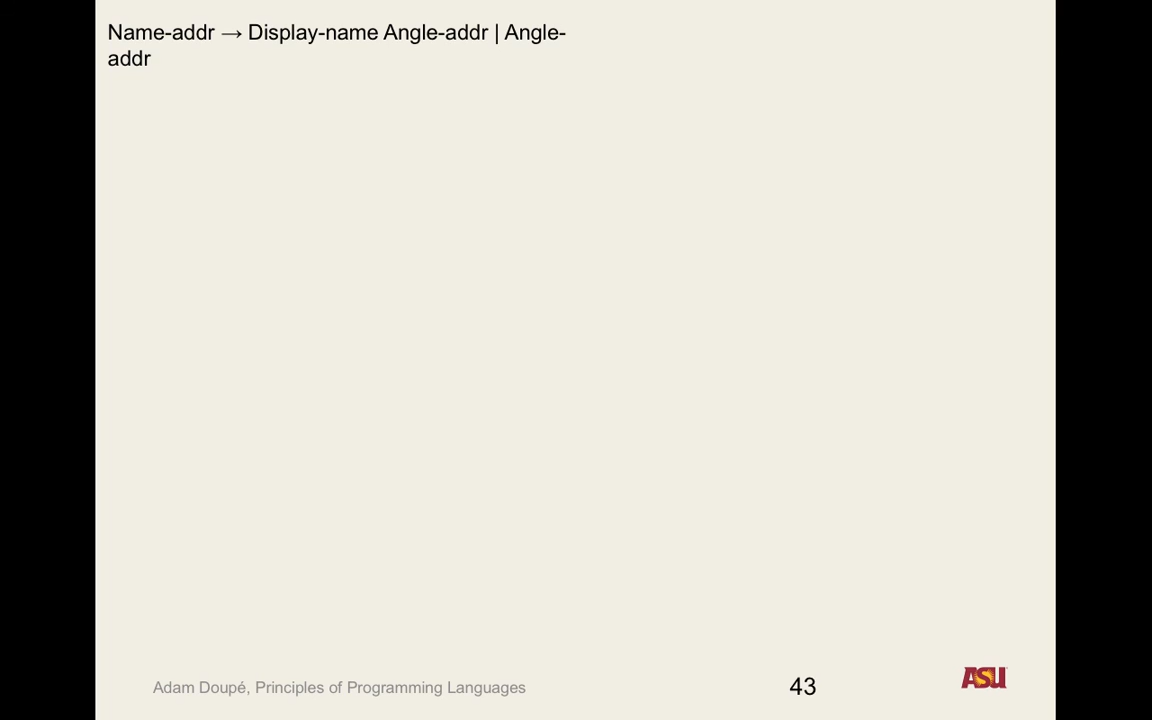 Name-addr → Display-name Angle-addr | Angle-
addr
Adam Doupé, Principles of Programming Languages
43
ASU